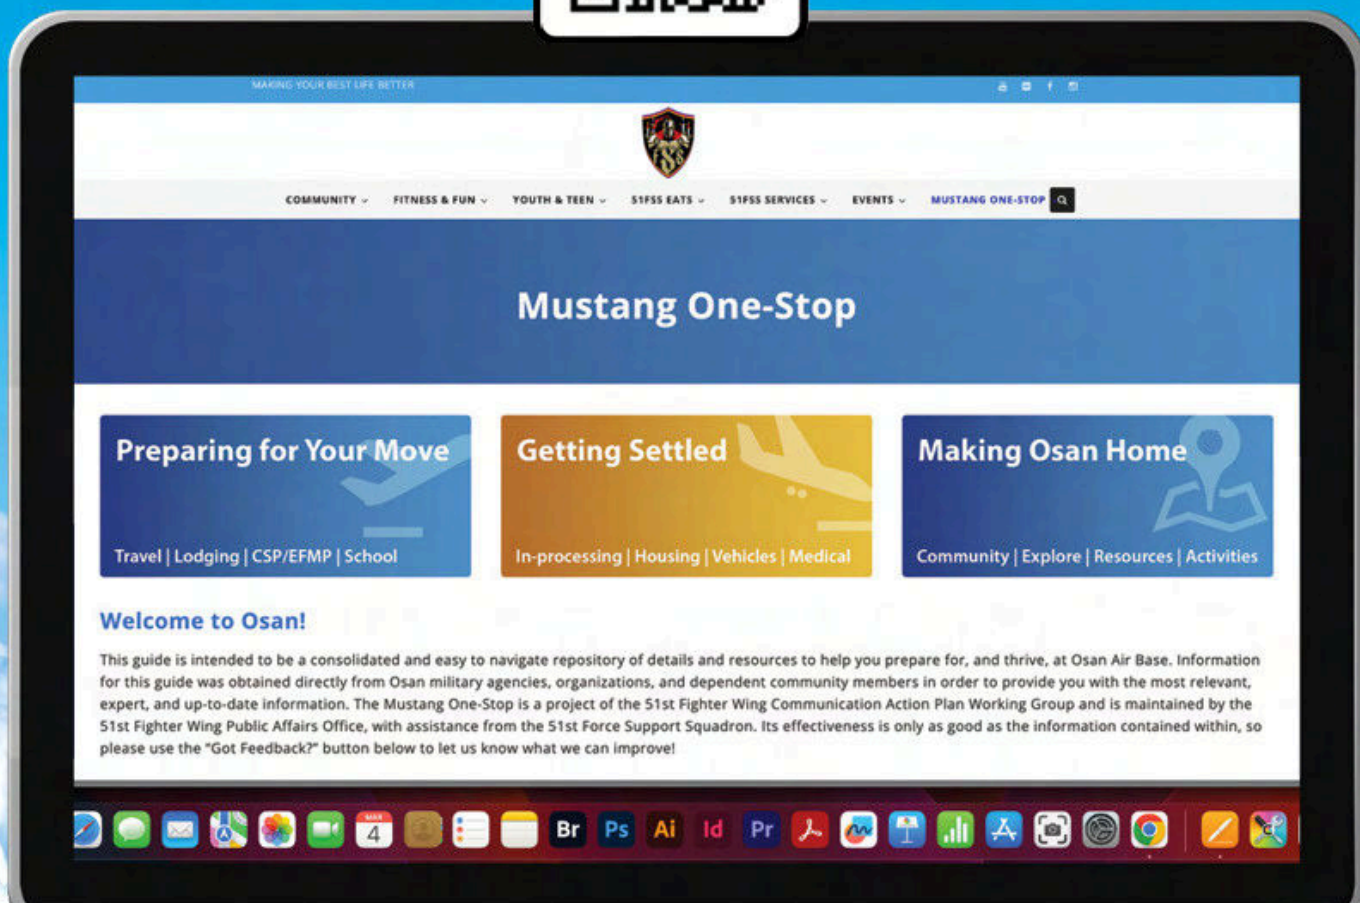 MAKING YOUR BEST LIFE BETTER
FSS
COMMUNITY FITNESS & FUN YOUTH & TEEN 51FSS EATS 51FSS SERVICES EVENTS MUSTANG ONE-STOP
Mustang One-Stop
Preparing for Your Move
Travel | Lodging | CSP/EFMP | School
Getting Settled
In-processing | Housing | Vehicles | Medical
Making Osan Home
Community | Explore | Resources | Activities
Welcome to Osan!
This guide is intended to be a consolidated and easy to navigate repository of details and resources to help you prepare for, and thrive, at Osan Air Base. Information
for this guide was obtained directly from Osan military agencies, organizations, and dependent community members in order to provide you with the most relevant,
expert, and up-to-date information. The Mustang One-Stop is a project of the 51st Fighter Wing Communication Action Plan Working Group and is maintained by the
51st Fighter Wing Public Affairs Office, with assistance from the 51st Force Support Squadron. Its effectiveness is only as good as the information contained within, so
please use the "Got Feedback?" button below to let us know what we can improve!
MAR
4
Br Ps Ai Id Pr